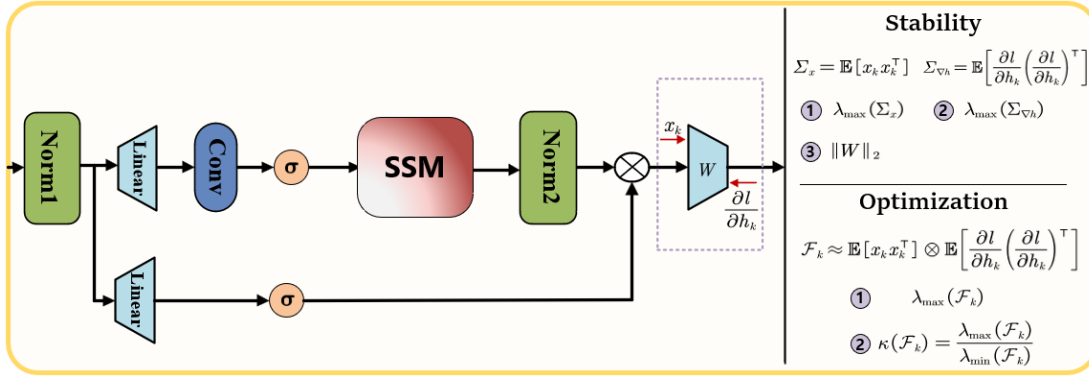 Norm1
Linear
Conv
σ
SSM
Norm2
x_k
W
∂l/∂h_k
Linear
σ
Stability
Σ_x = 𝔼[x_k x_k^⊤] Σ_∇h = 𝔼[∂l/∂h_k (∂l/∂h_k)^⊤]
1 λ_max(Σ_x) 2 λ_max(Σ_∇h)
3 ‖W‖_2
Optimization
ℱ_k ≈ 𝔼[x_k x_k^⊤] ⊗ 𝔼[∂l/∂h_k (∂l/∂h_k)^⊤]
1 λ_max(ℱ_k)
2 κ(ℱ_k) = λ_max(ℱ_k)/λ_min(ℱ_k)